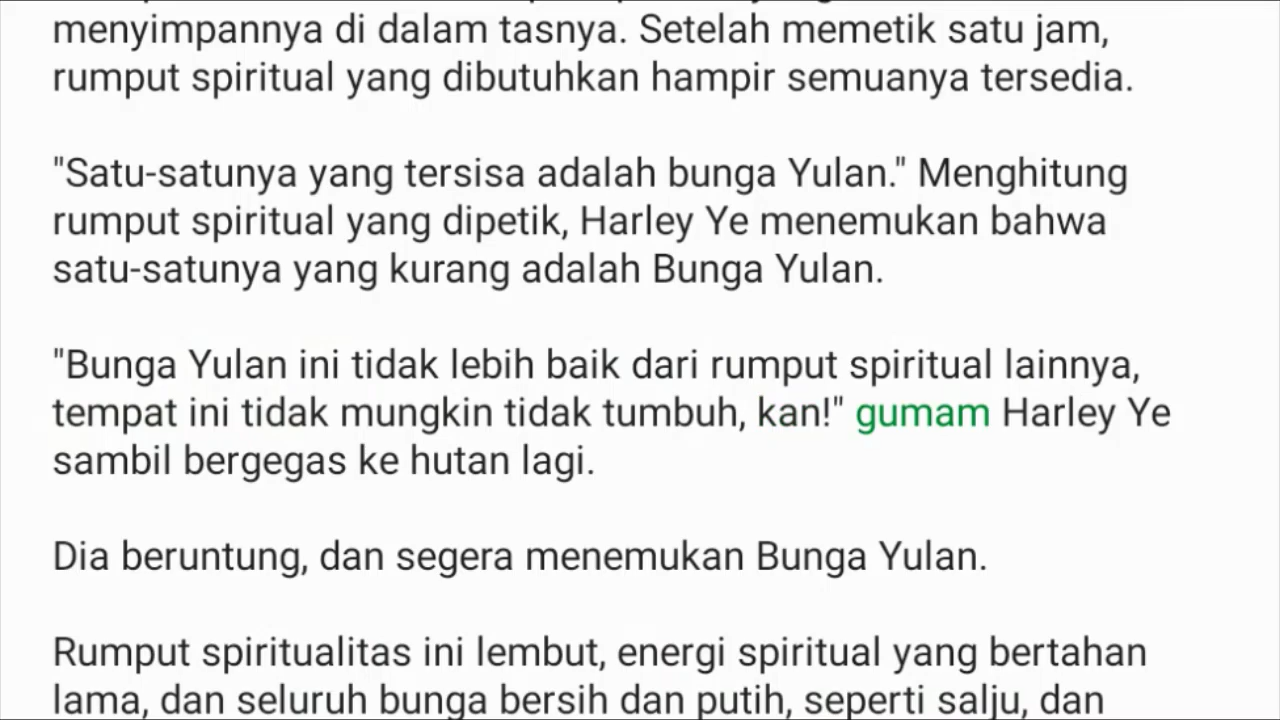 menyimpannya di dalam tasnya. Setelah memetik satu jam,
rumput spiritual yang dibutuhkan hampir semuanya tersedia.
"Satu-satunya yang tersisa adalah bunga Yulan." Menghitung
rumput spiritual yang dipetik, Harley Ye menemukan bahwa
satu-satunya yang kurang adalah Bunga Yulan.
"Bunga Yulan ini tidak lebih baik dari rumput spiritual lainnya,
tempat ini tidak mungkin tidak tumbuh, kan!" gumam Harley Ye
sambil bergegas ke hutan lagi.
Dia beruntung, dan segera menemukan Bunga Yulan.
Rumput spiritualitas ini lembut, energi spiritual yang bertahan
lama, dan seluruh bunga bersih dan putih, seperti salju, dan